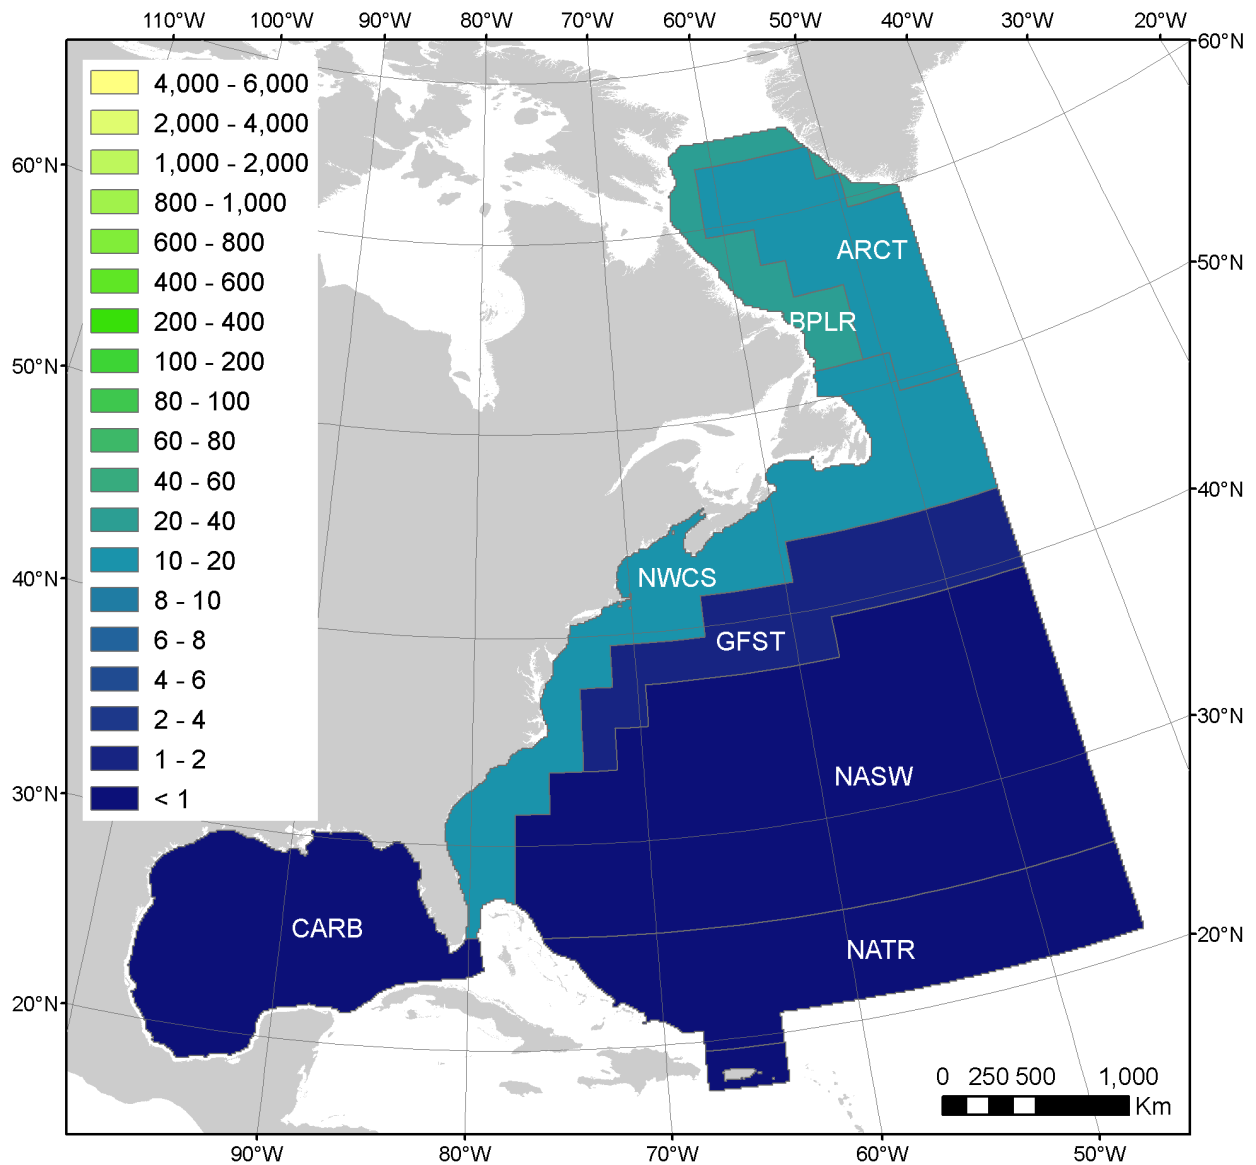 110°W 100°W 90°W 80°W 70°W 60°W 50°W 40°W 30°W 20°W
60°N
4,000 - 6,000
2,000 - 4,000
1,000 - 2,000
60°N
800 - 1,000
600 - 800
ARCT
50°N
400 - 600
200 - 400
BPLR
100 - 200
50°N
80 - 100
60 - 80
40 - 60
40°N
20 - 40
10 - 20
40°N
NWCS
8 - 10
6 - 8
GFST
4 - 6
2 - 4
30°N
1 - 2
NASW
30°N
< 1
CARB
20°N
NATR
20°N
0 250 500 1,000
Km
90°W 80°W 70°W 60°W 50°W